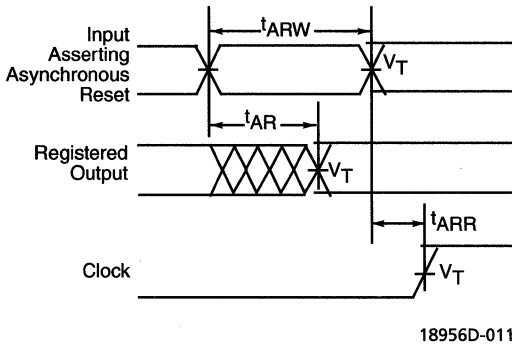 Input
Asserting
Asynchronous
Reset
tARW
VT
tAR
Registered
Output
VT
tARR
Clock
VT
18956D-011